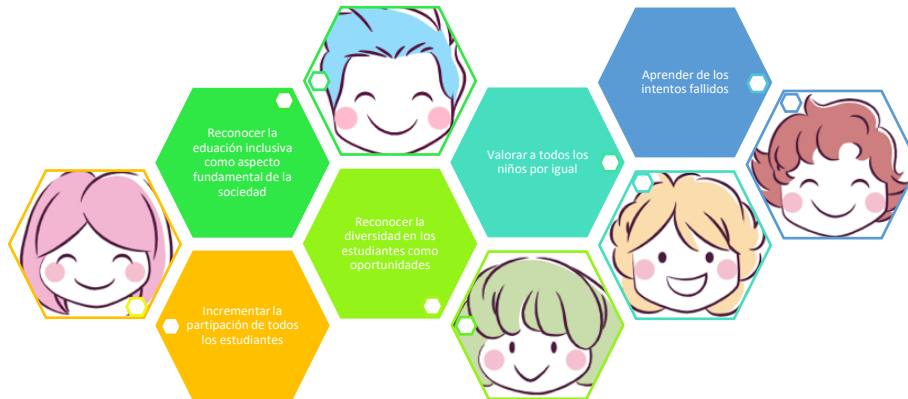 Reconocer la
eduación inclusiva
como aspecto
fundamental de la
sociedad
Incrementar la
partipación de todos
los estudiantes
Reconocer la
diversidad en los
estudiantes como
oportunidades
Valorar a todos los
niños por igual
Aprender de los
intentos fallidos